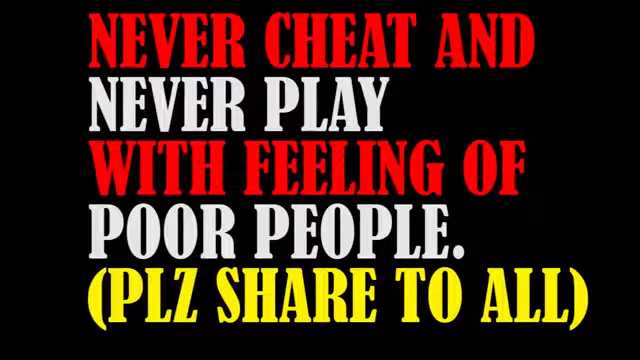 NEVER CHEAT AND
NEVER PLAY
WITH FEELING OF
POOR PEOPLE.
(PLZ SHARE TO ALL)